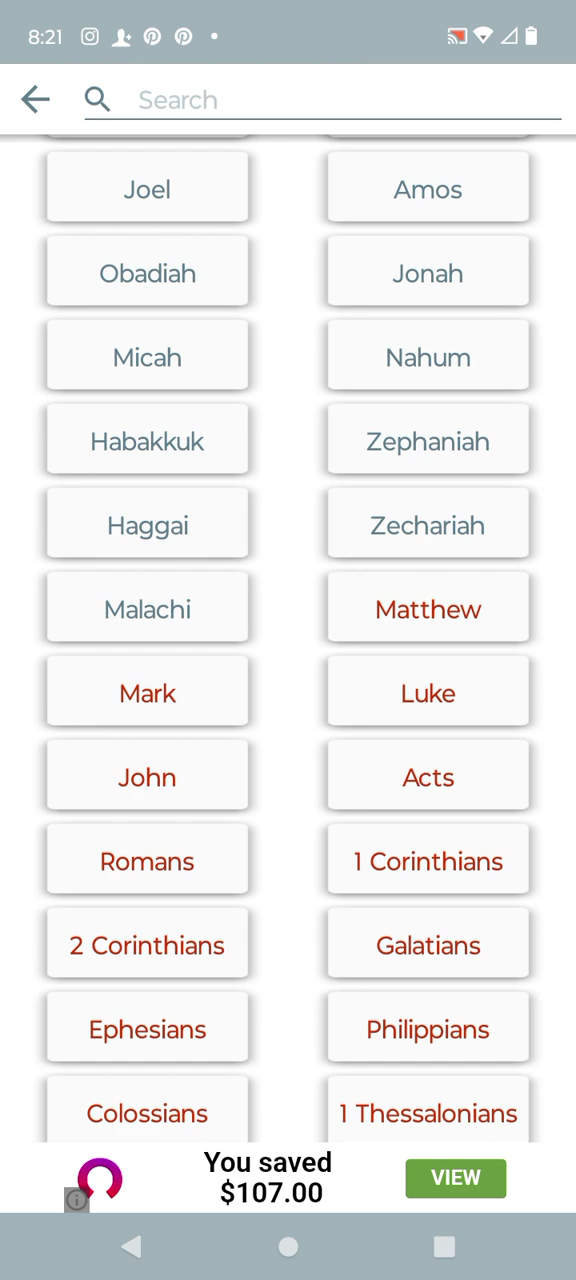 8:21
Search
Joel
Amos
Obadiah
Jonah
Micah
Nahum
Habakkuk
Zephaniah
Haggai
Zechariah
Malachi
Matthew
Mark
Luke
John
Acts
Romans
1 Corinthians
2 Corinthians
Galatians
Ephesians
Philippians
Colossians
1 Thessalonians
You saved
$107.00
VIEW